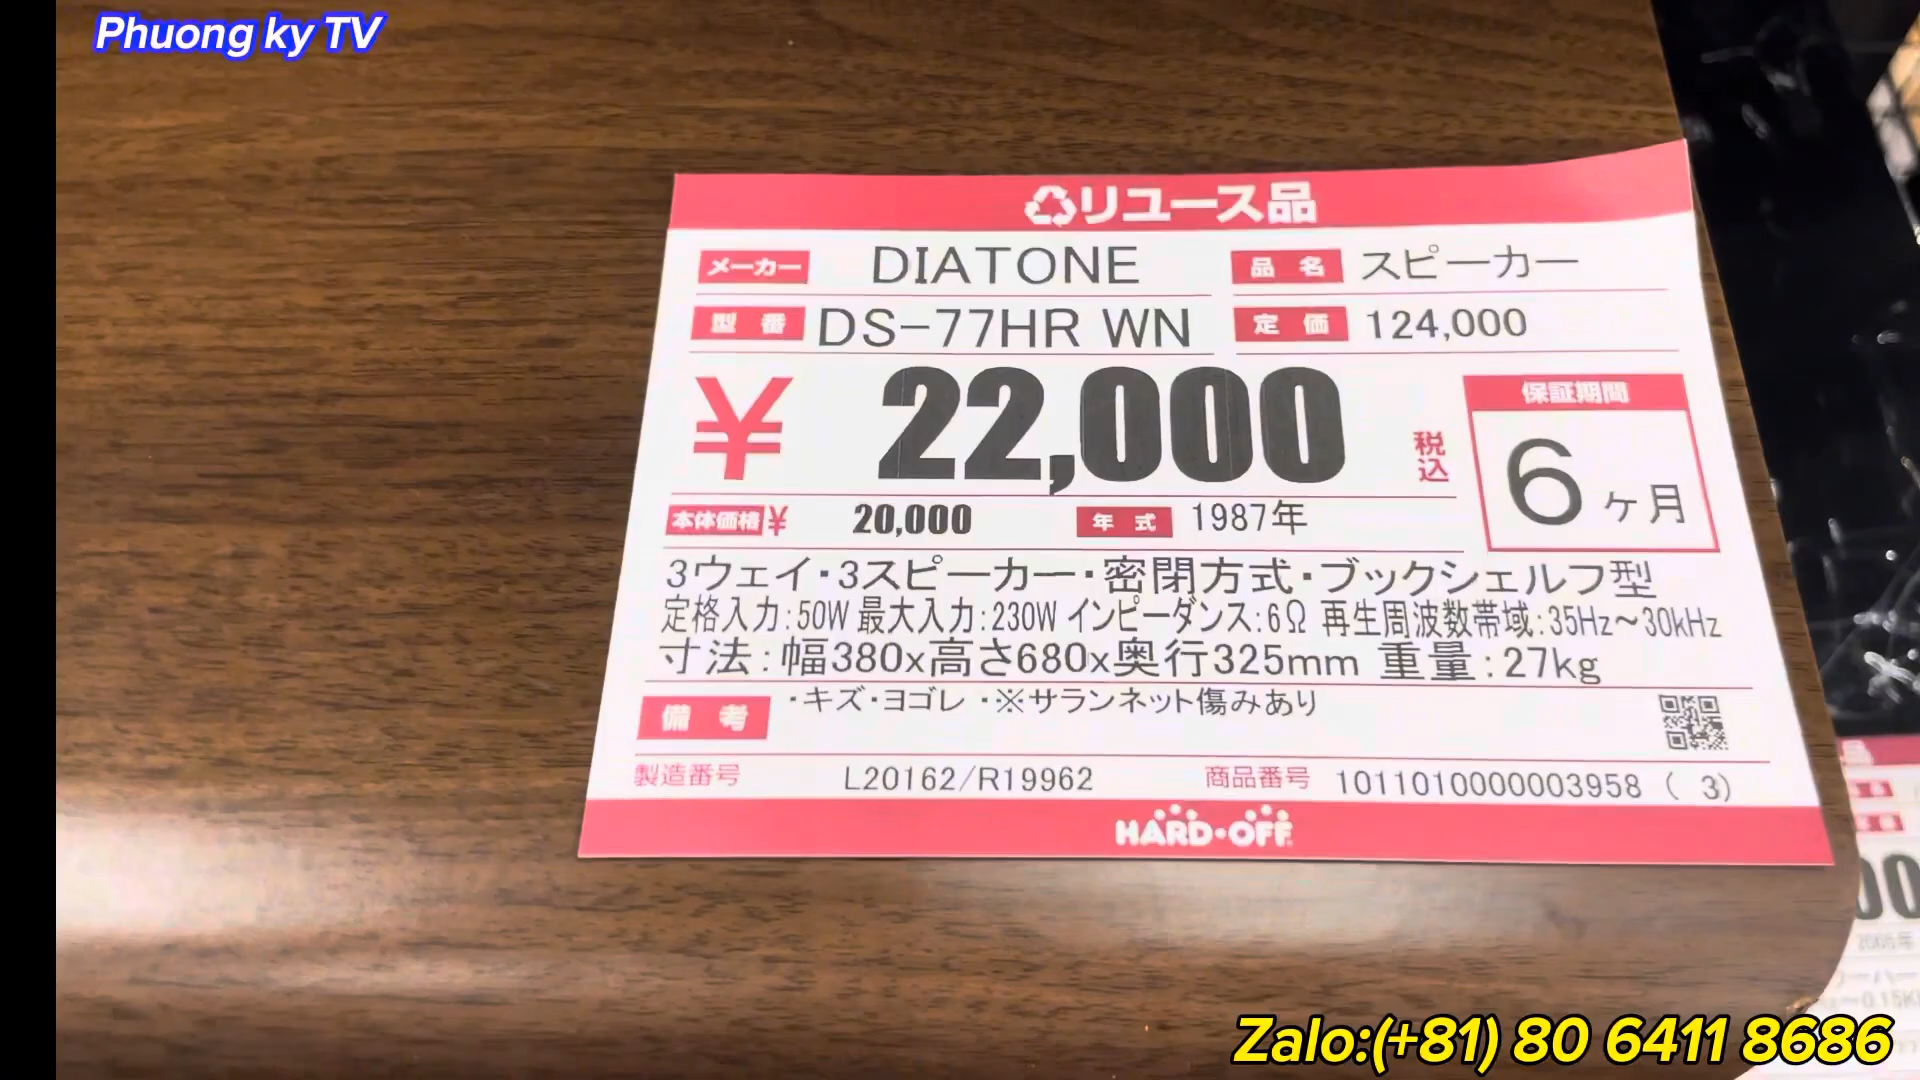 Phuong ky TV
リユース品
メーカー DIATONE 品名 スピーカー
型番 DS-77HR WN 定価 124,000
¥ 22,000 税込
保証期間
6ヶ月
本体価格¥ 20,000 年式 1987年
3ウェイ・3スピーカー・密閉方式・ブックシェルフ型
定格入力:50W 最大入力:230W インピーダンス:6Ω 再生周波数帯域:35Hz～30kHz
寸法:幅380x高さ680x奥行325mm 重量:27kg
備考 ・キズ・ヨゴレ ・※サランネット傷みあり
製造番号 L20162/R19962 商品番号 1011010000003958 ( 3)
HARD・OFF
00
2005年
0.15K
Zalo:(+81) 80 6411 8686